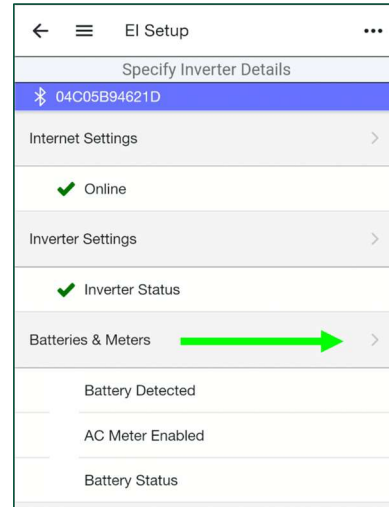 EI Setup
Specify Inverter Details
04C05B94621D
Internet Settings
Online
Inverter Settings
Inverter Status
Batteries & Meters
Battery Detected
AC Meter Enabled
Battery Status